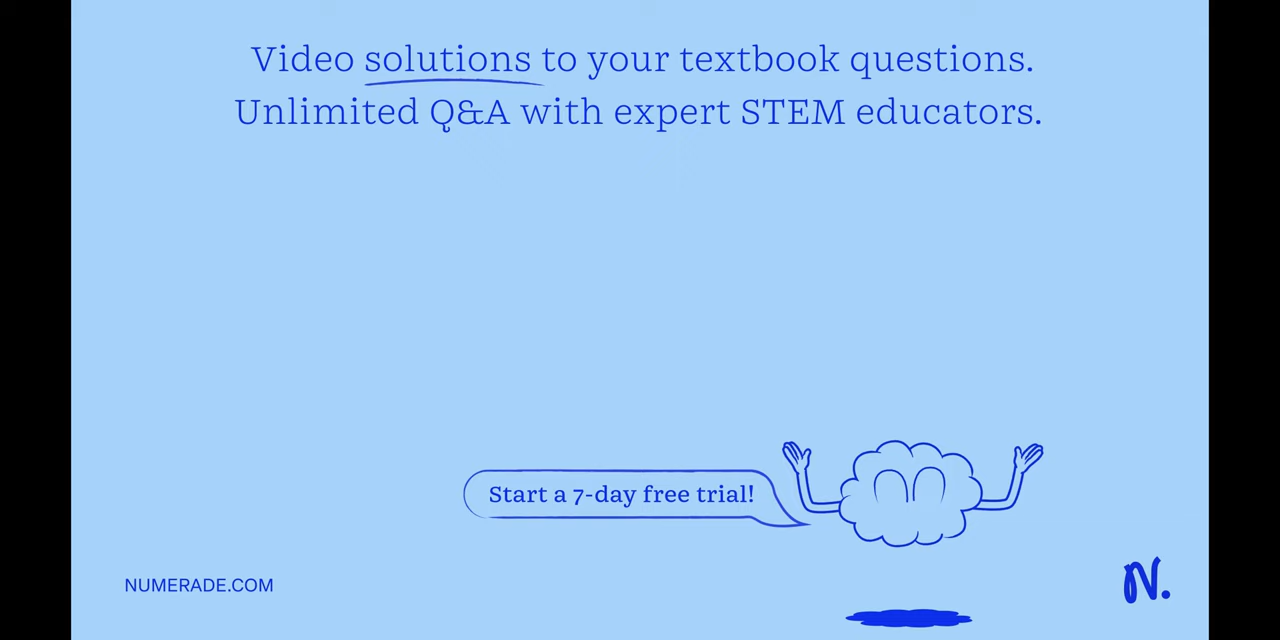 Video solutions to your textbook questions.
Unlimited Q&A with expert STEM educators.
Start a 7-day free trial!
NUMERADE.COM
N.